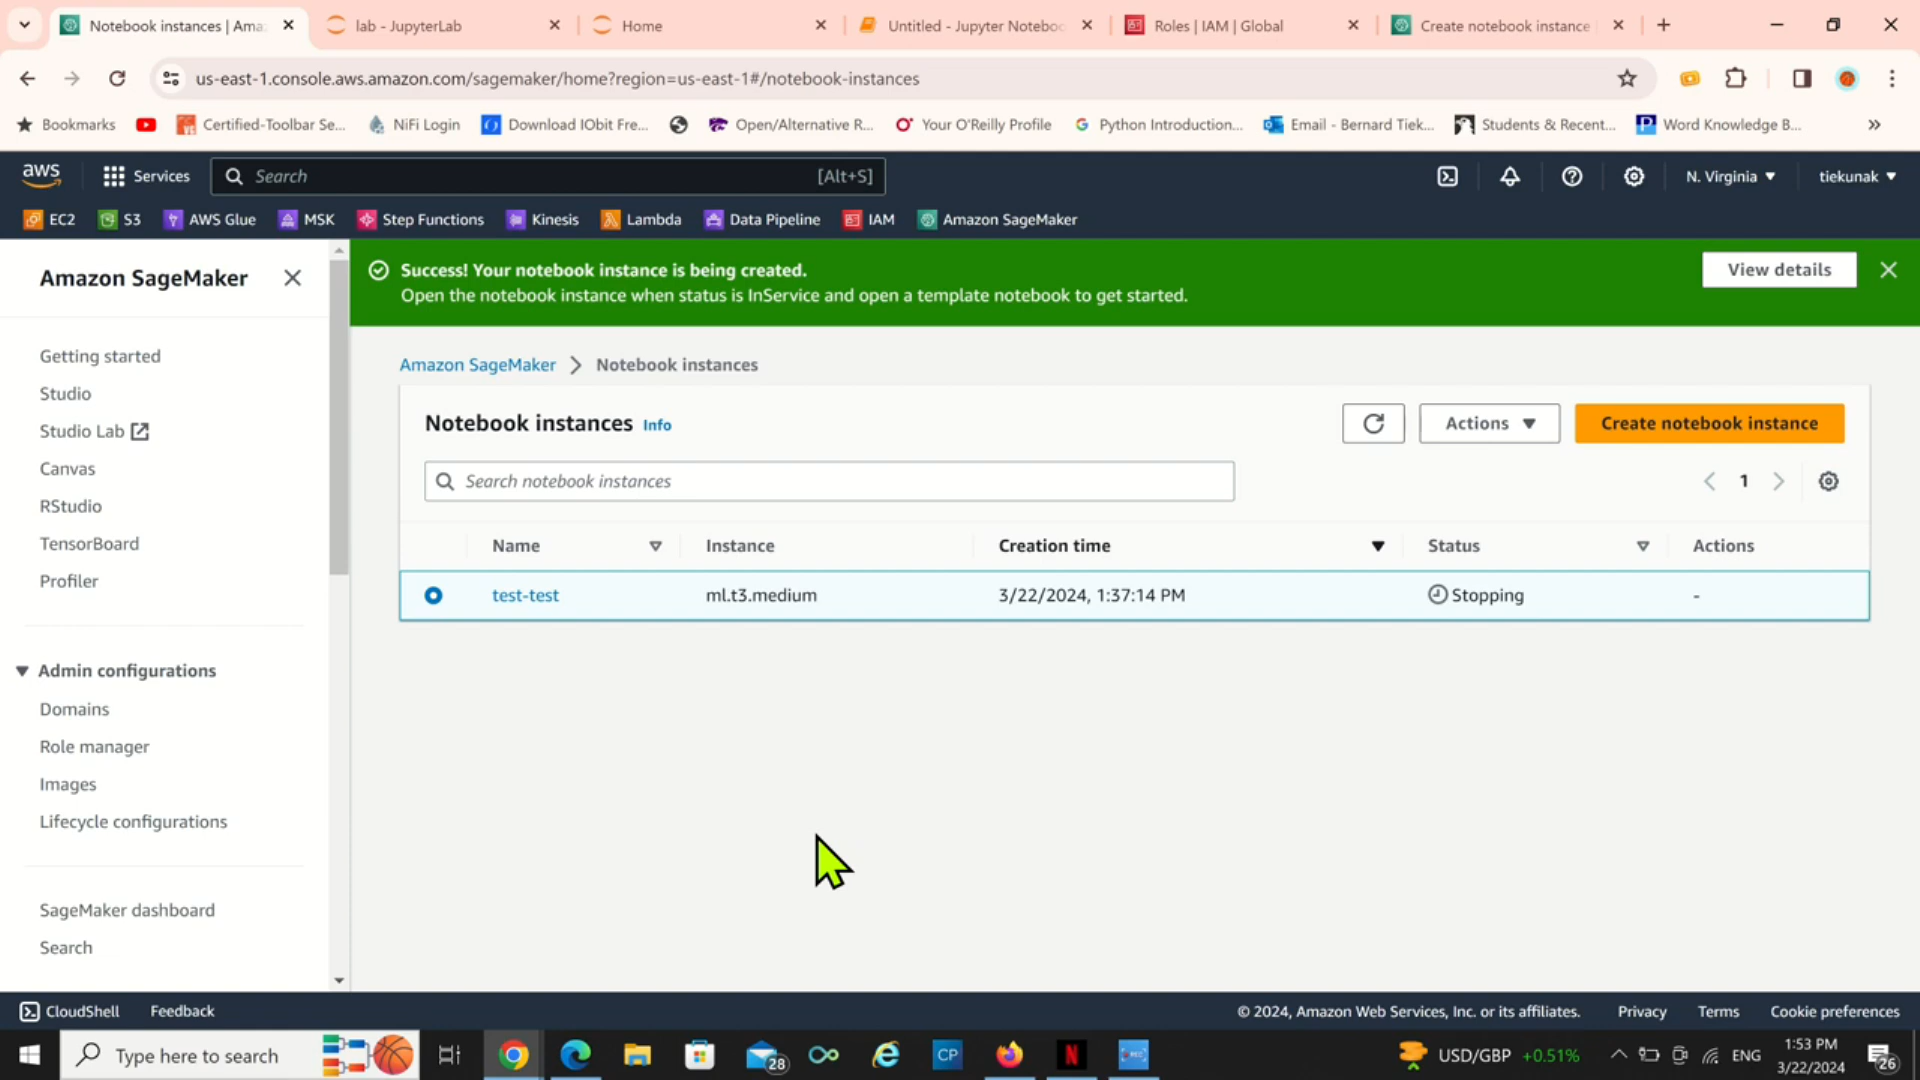 Notebook instances | Ama
lab - JupyterLab
Home
Untitled - Jupyter Noteboo
Roles | IAM | Global
Create notebook instance
us-east-1.console.aws.amazon.com/sagemaker/home?region=us-east-1#/notebook-instances
Bookmarks
Certified-Toolbar Se...
NiFi Login
Download IObit Fre...
Open/Alternative R...
Your O'Reilly Profile
Python Introduction...
Email - Bernard Tiek...
Students & Recent...
Word Knowledge B...
aws
Services
Search
[Alt+S]
N. Virginia
tiekunak
EC2
S3
AWS Glue
MSK
Step Functions
Kinesis
Lambda
Data Pipeline
IAM
Amazon SageMaker
Amazon SageMaker
Getting started
Studio
Studio Lab
Canvas
RStudio
TensorBoard
Profiler
Admin configurations
Domains
Role manager
Images
Lifecycle configurations
SageMaker dashboard
Search
Success! Your notebook instance is being created.
Open the notebook instance when status is InService and open a template notebook to get started.
View details
Amazon SageMaker > Notebook instances
Notebook instances Info
Actions
Create notebook instance
Search notebook instances
1
Name Instance Creation time Status Actions
test-test ml.t3.medium 3/22/2024, 1:37:14 PM Stopping -
CloudShell
Feedback
© 2024, Amazon Web Services, Inc. or its affiliates.
Privacy
Terms
Cookie preferences
Type here to search
28
CP
N
REC
USD/GBP +0.51%
ENG
1:53 PM
3/22/2024
26